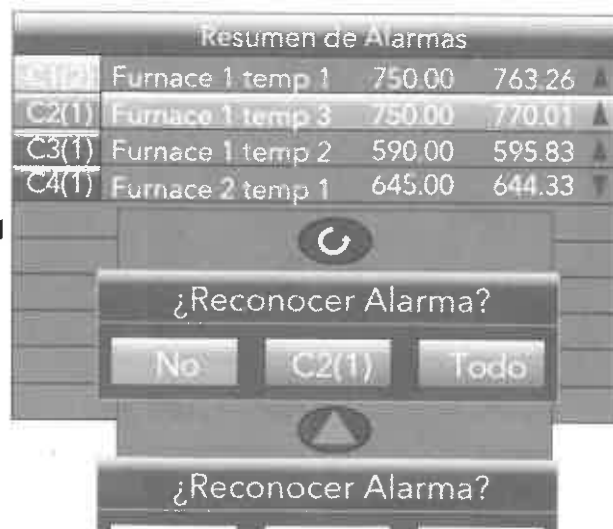 Resumen de Alarmas
Furnace 1 temp 1 750.00 763.26
C2(1) Furnace 1 temp 3 750.00 770.01
C3(1) Furnace 1 temp 2 590.00 595.83
C4(1) Furnace 2 temp 1 645.00 644.33
¿Reconocer Alarma?
No C2(1) Todo
¿Reconocer Alarma?